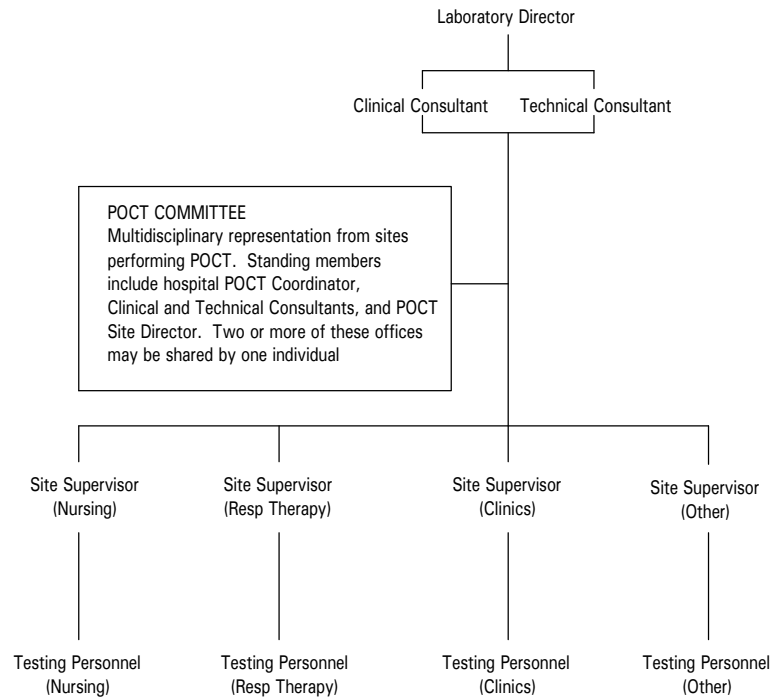 Laboratory Director
Clinical Consultant
Technical Consultant
POCT COMMITTEE
Multidisciplinary representation from sites
performing POCT. Standing members
include hospital POCT Coordinator,
Clinical and Technical Consultants, and POCT
Site Director. Two or more of these offices
may be shared by one individual
Site Supervisor
(Nursing)
Site Supervisor
(Resp Therapy)
Site Supervisor
(Clinics)
Site Supervisor
(Other)
Testing Personnel
(Nursing)
Testing Personnel
(Resp Therapy)
Testing Personnel
(Clinics)
Testing Personnel
(Other)